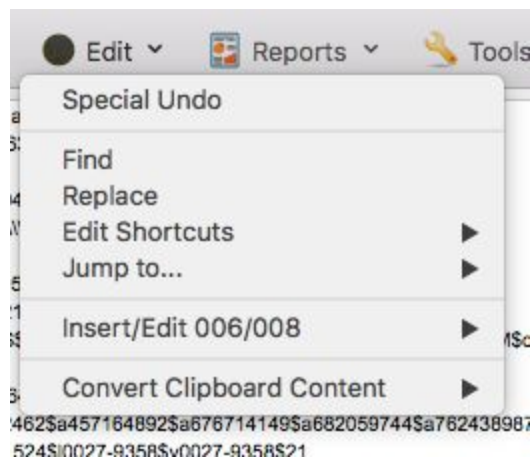 Edit Reports Tools
Special Undo
Find
Replace
Edit Shortcuts
Jump to...
Insert/Edit 006/008
Convert Clipboard Content
2462$a457164892$a676714149$a682059744$a762438987
524$l0027-9358$y0027-9358$21